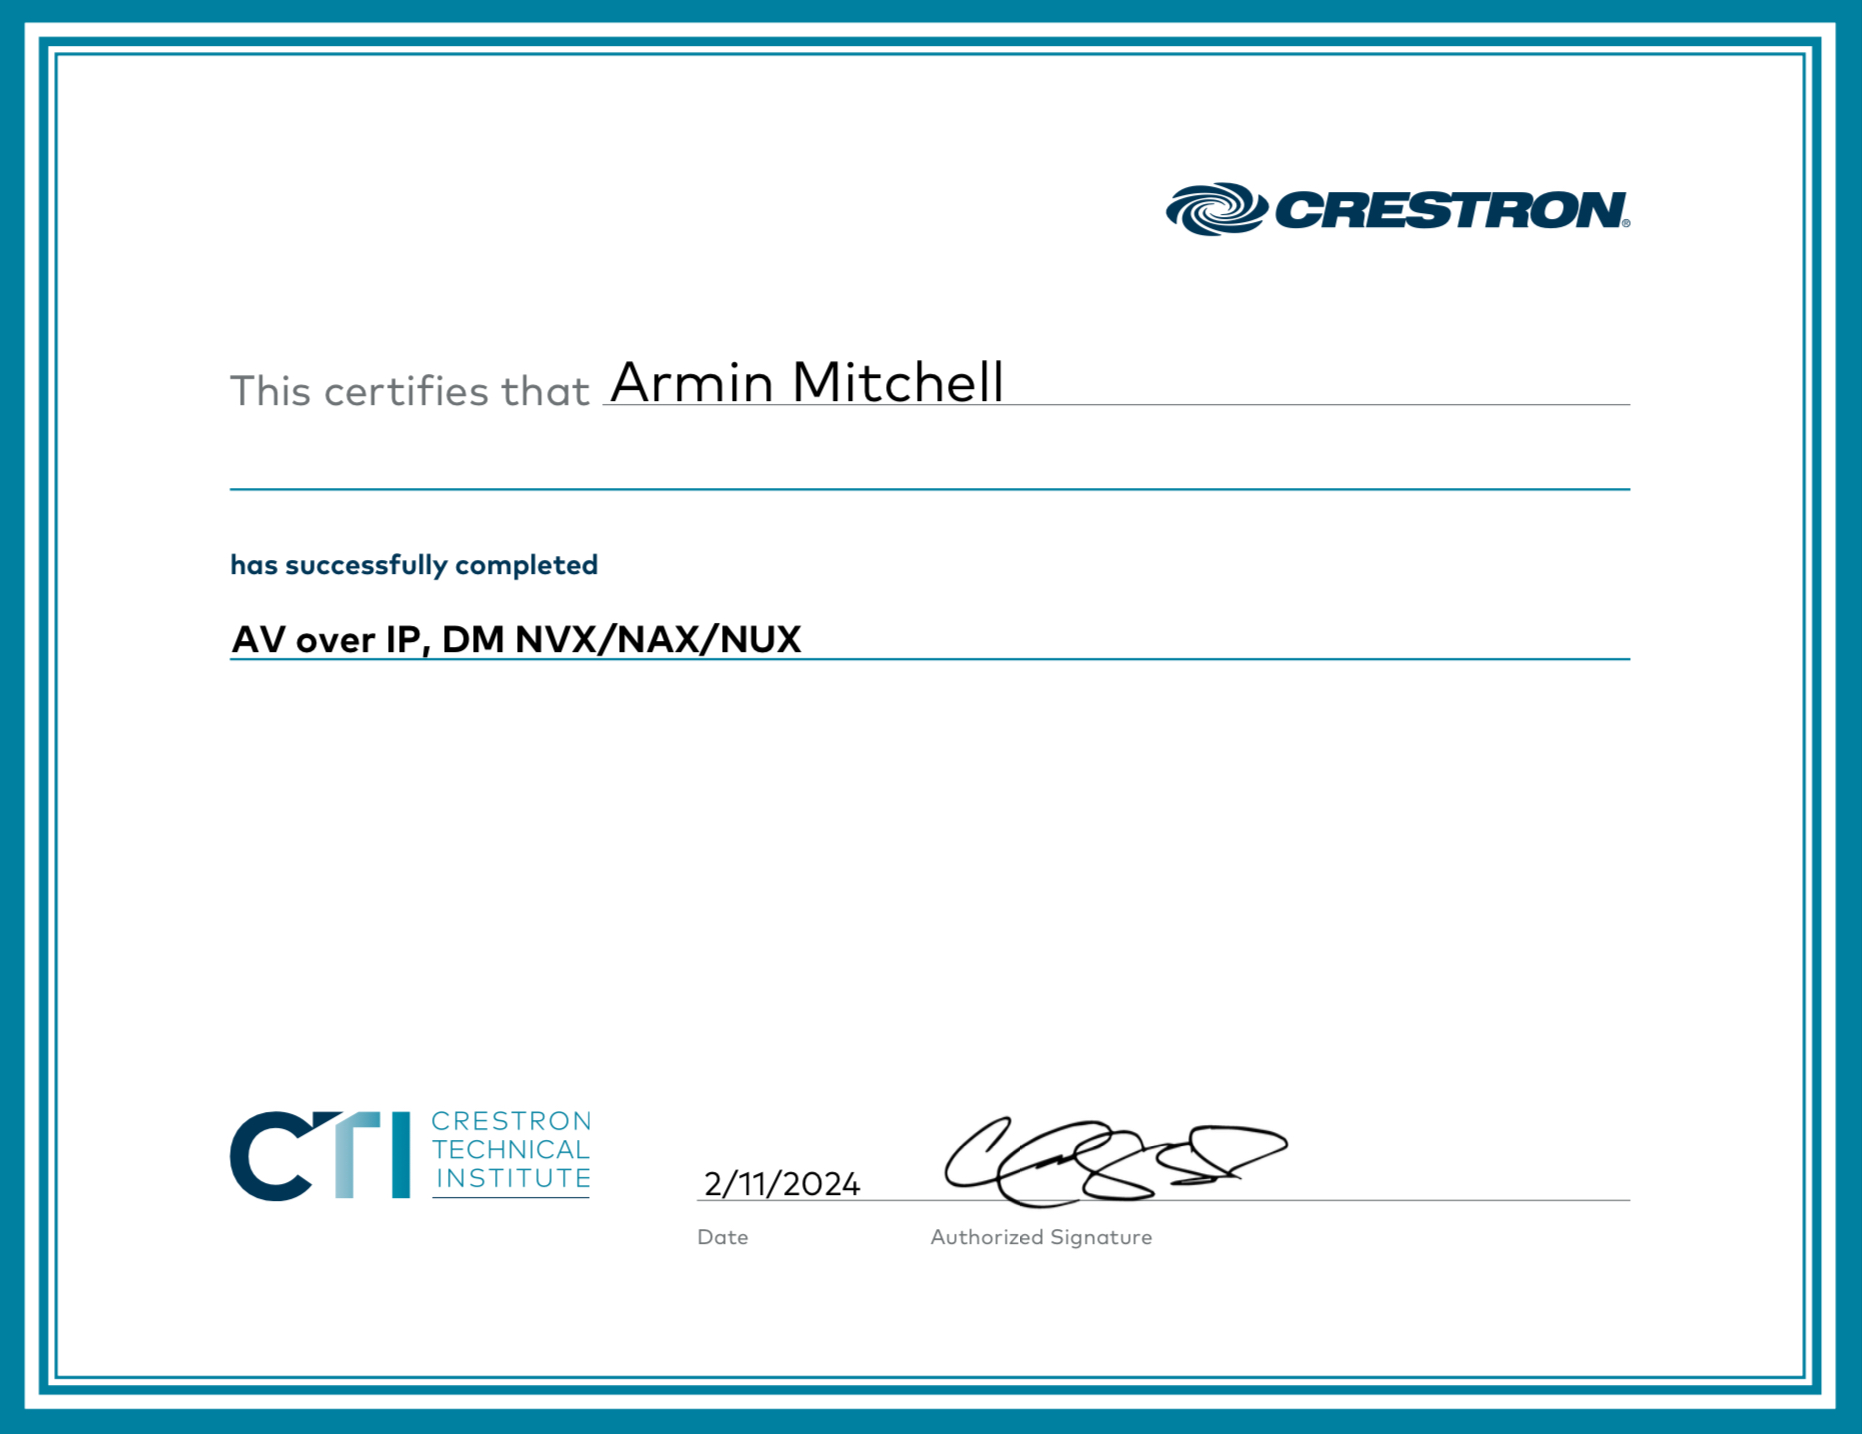 CRESTRON®
This certifies that Armin Mitchell
has successfully completed
AV over IP, DM NVX/NAX/NUX
CTI
CRESTRON
TECHNICAL
INSTITUTE
2/11/2024
Date
Authorized Signature